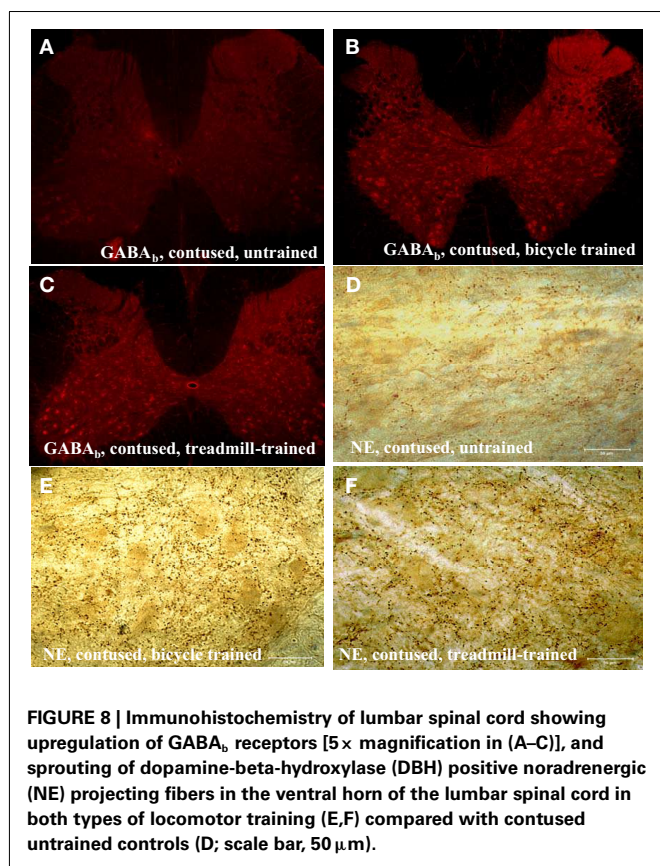 A
B
GABAb, contused, untrained
GABAb, contused, bicycle trained
C
D
GABAb, contused, treadmill-trained
NE, contused, untrained
E
F
NE, contused, bicycle trained
NE, contused, treadmill-trained
FIGURE 8 | Immunohistochemistry of lumbar spinal cord showing
upregulation of GABAb receptors [5× magnification in (A–C)], and
sprouting of dopamine-beta-hydroxylase (DBH) positive noradrenergic
(NE) projecting fibers in the ventral horn of the lumbar spinal cord in
both types of locomotor training (E,F) compared with contused
untrained controls (D; scale bar, 50 μm).